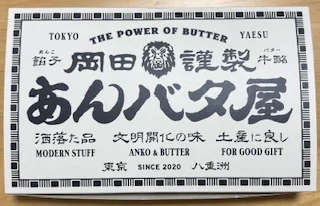 THE POWER OF BUTTER
TOKYO YAESU
あんこ バター
餡子 岡田謹製 牛酪
あんバタ屋
洒落た品 文明開化の味 土産に良し
MODERN STUFF ANKO & BUTTER FOR GOOD GIFT
東京 SINCE 2020 八重洲